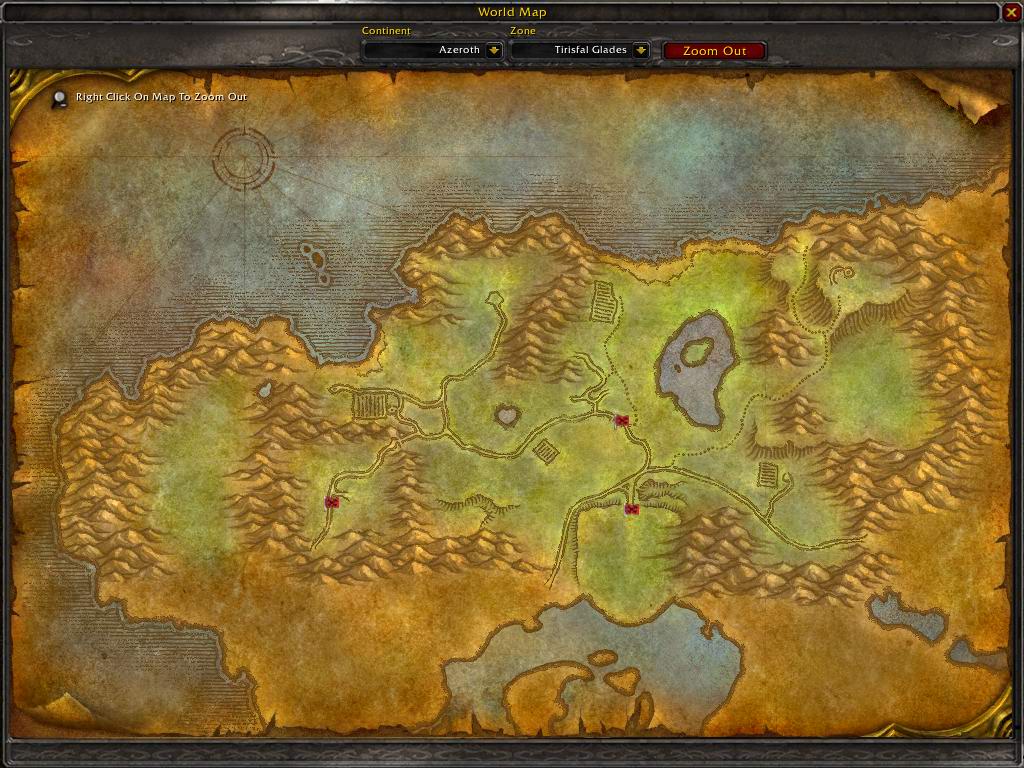 World Map
Continent
Zone
Azeroth
Tirisfal Glades
Zoom Out
Right Click On Map To Zoom Out